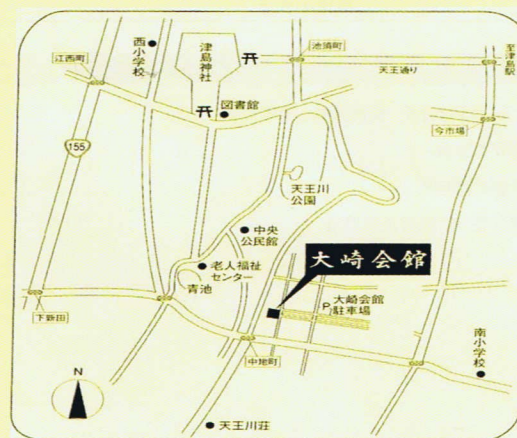 江西町
西小学校
津島神社
池須町
天王通り
至津島駅
図書館
今市場
155
天王川
公園
中央
公民館
大崎会館
老人福祉
センター
青池
大崎会館
P 駐車場
下新田
中地町
南小学校
N
天王川荘